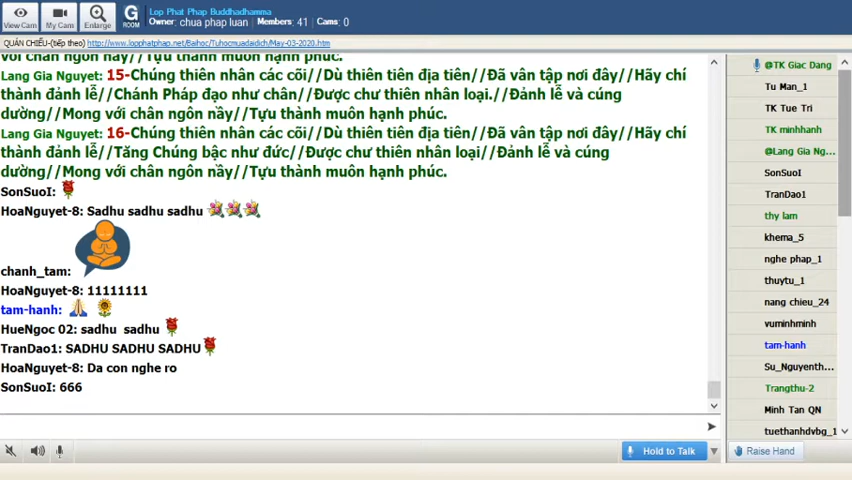 Lop Phat Phap Buddhadhamma
Owner: chua phap luan Members: 41 Cams: 0
View Cam My Cam Enlarge G ROOM
QUÁN CHIẾU-(tiếp theo) http://www.lopphatphap.net/Baihoc/Tuhocmuadadich/May-03-2020.htm
với chân ngôn nầy//Tựu thành muôn hạnh phúc.
Lang Gia Nguyet: 15-Chúng thiên nhân các cõi//Dù thiên tiên địa tiên//Đã vân tập nơi đây//Hãy chí
thành đảnh lễ//Chánh Pháp đạo như chân//Được chư thiên nhân loại.//Đảnh lễ và cúng
dường//Mong với chân ngôn nầy//Tựu thành muôn hạnh phúc.
Lang Gia Nguyet: 16-Chúng thiên nhân các cõi//Dù thiên tiên địa tiên//Đã vân tập nơi đây//Hãy chí
thành đảnh lễ//Tăng Chúng bậc như đức//Được chư thiên nhân loại//Đảnh lễ và cúng
dường//Mong với chân ngôn nầy//Tựu thành muôn hạnh phúc.
SonSuoI:
HoaNguyet-8: Sadhu sadhu sadhu
chanh_tam:
HoaNguyet-8: 11111111
tam-hanh:
HueNgoc 02: sadhu sadhu
TranDao1: SADHU SADHU SADHU
HoaNguyet-8: Da con nghe ro
SonSuoI: 666
@TK Giac Dang
Tu Man_1
TK Tue Tri
TK minhhanh
@Lang Gia Ng...
SonSuoI
TranDao1
thy lam
khema_5
nghe phap_1
thuytu_1
nang chieu_24
vuminhminh
tam-hanh
Su_Nguyenth...
Trangthu-2
Minh Tan QN
tuethanhdvbg_1
Hold to Talk
Raise Hand